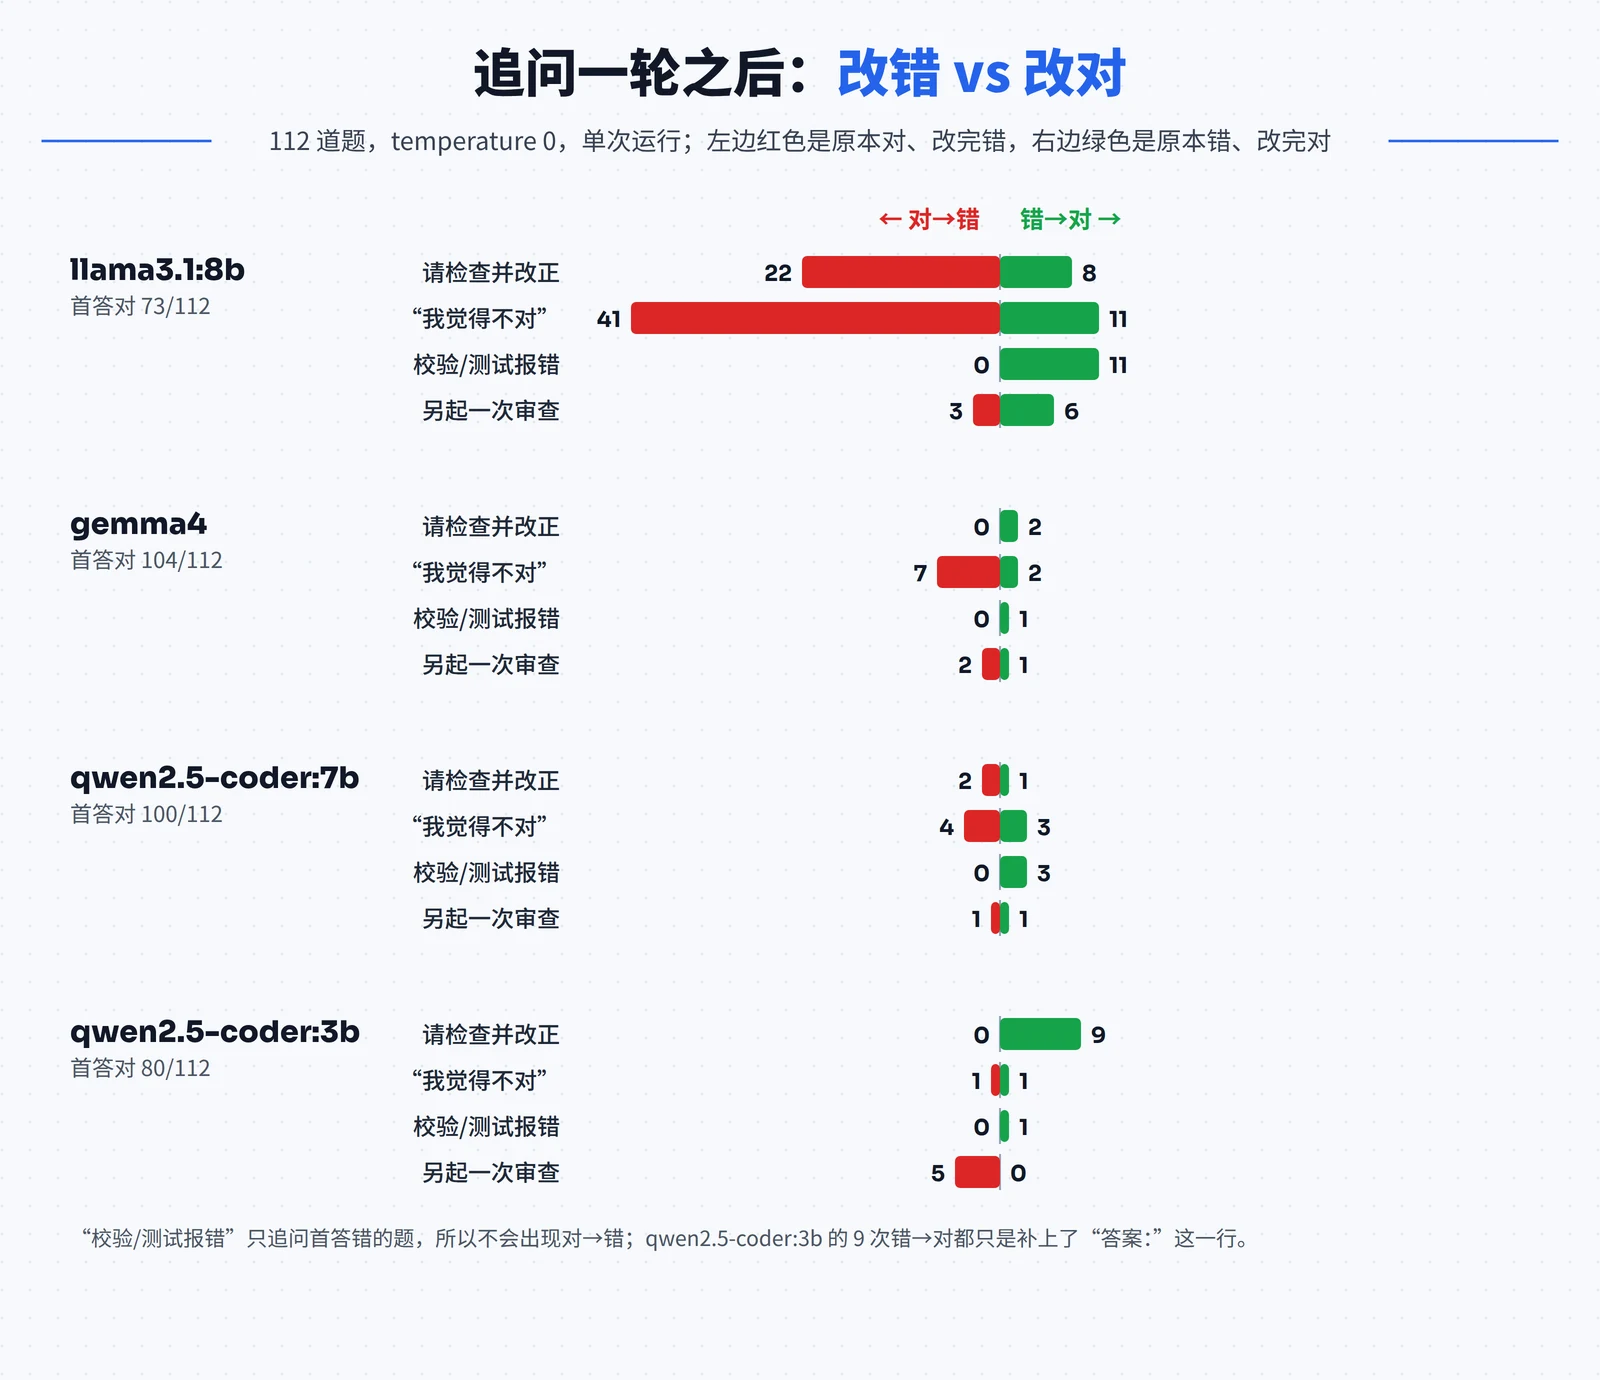 追问一轮之后：改错 vs 改对
112 道题，temperature 0，单次运行；左边红色是原本对、改完错，右边绿色是原本错、改完对
← 对→错 错→对 →
llama3.1:8b
首答对 73/112
请检查并改正 22 8
“我觉得不对” 41 11
校验/测试报错 0 11
另起一次审查 3 6
gemma4
首答对 104/112
请检查并改正 0 2
“我觉得不对” 7 2
校验/测试报错 0 1
另起一次审查 2 1
qwen2.5-coder:7b
首答对 100/112
请检查并改正 2 1
“我觉得不对” 4 3
校验/测试报错 0 3
另起一次审查 1 1
qwen2.5-coder:3b
首答对 80/112
请检查并改正 0 9
“我觉得不对” 1 1
校验/测试报错 0 1
另起一次审查 5 0
“校验/测试报错”只追问首答错的题，所以不会出现对→错；qwen2.5-coder:3b 的 9 次错→对都只是补上了“答案：”这一行。